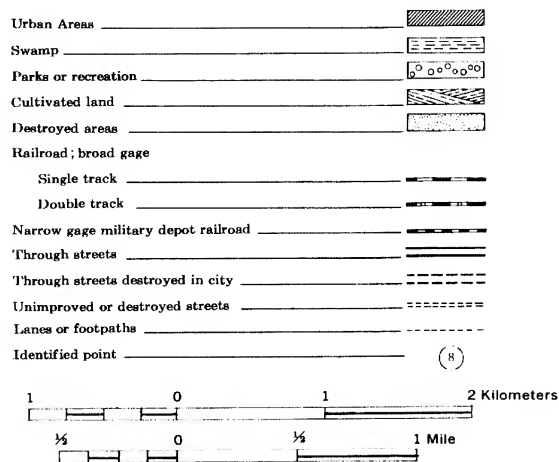 Urban Areas
Swamp
Parks or recreation
Cultivated land
Destroyed areas
Railroad; broad gage
Single track
Double track
Narrow gage military depot railroad
Through streets
Through streets destroyed in city
Unimproved or destroyed streets
Lanes or footpaths
Identified point 8
1 0 1 2 Kilometers
½ 0 ½ 1 Mile